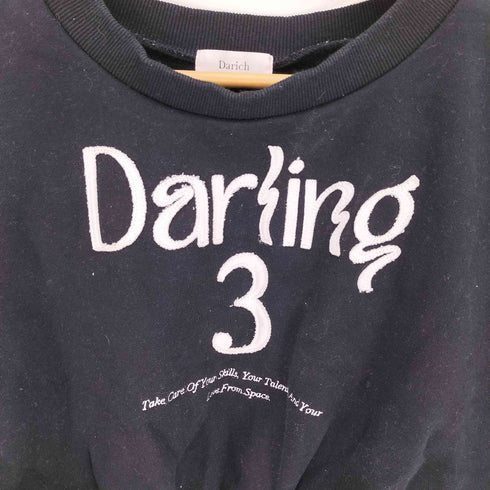 Darich
Darling
3
Take Care Of Your Skills, Your Talent And Your
Love From Space.